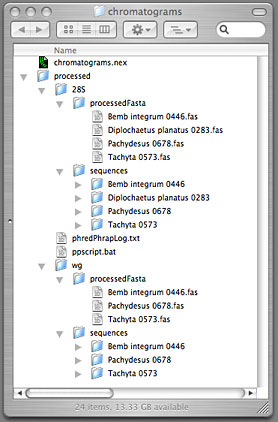 chromatograms
Name
chromatograms.nex
processed
28S
processedFasta
Bemb integrum 0446.fas
Diplochaetus planatus 0283.fas
Pachydesus 0678.fas
Tachyta 0573.fas
sequences
Bemb integrum 0446
Diplochaetus planatus 0283
Pachydesus 0678
Tachyta 0573
phredPhrapLog.txt
ppscript.bat
wg
processedFasta
Bemb integrum 0446.fas
Pachydesus 0678.fas
Tachyta 0573.fas
sequences
Bemb integrum 0446
Pachydesus 0678
Tachyta 0573
24 items, 13.33 GB available